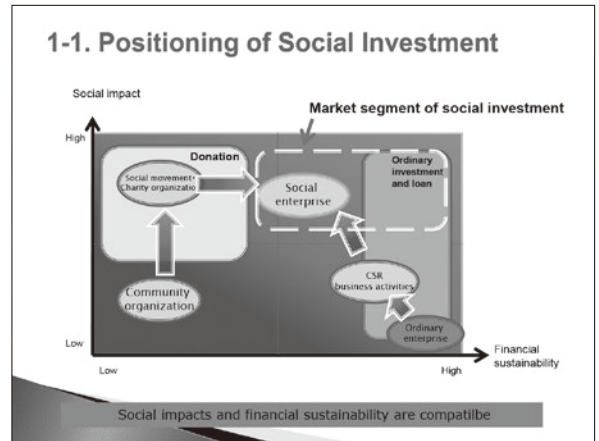 1-1. Positioning of Social Investment
Social impact
Market segment of social investment
High
Donation
Ordinary
investment
and loan
Social movement・
Charity organizatio
Social
enterprise
CSR
business activities
Community
organization
Ordinary
enterprise
Low
Low
High
Financial
sustainability
Social impacts and financial sustainability are compatilbe